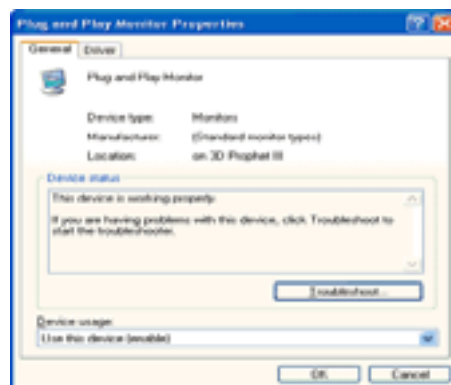 Plug and Play Monitor Properties
General Driver
Plug and Play Monitor
Device type: Monitors
Manufacturer: (Standard monitor types)
Location: on 3D Prophet III
Device status
This device is working properly.
If you are having problems with this device, click Troubleshoot to
start the troubleshooter.
Troubleshoot...
Device usage:
Use this device (enable)
OK Cancel